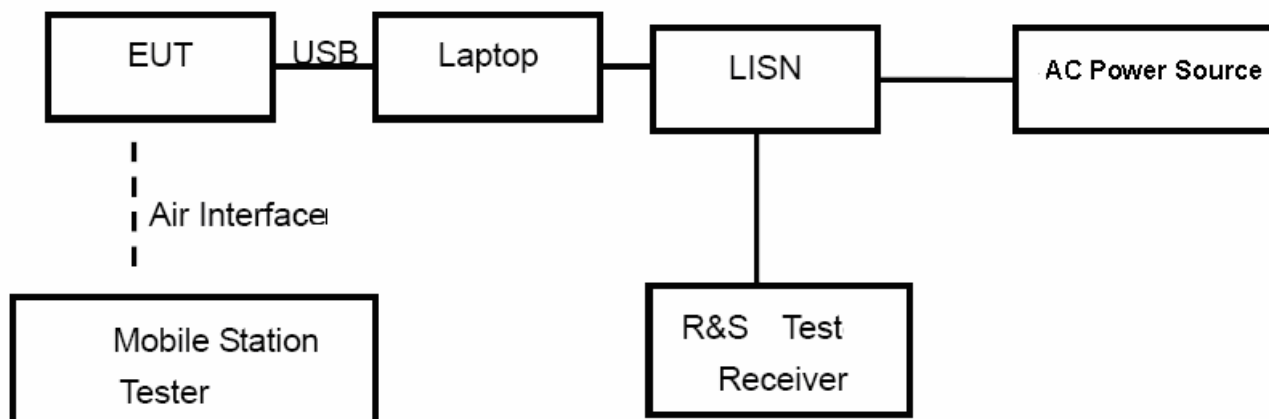 EUT
USB
Laptop
LISN
AC Power Source
Air Interface
R&S Test
Receiver
Mobile Station
Tester